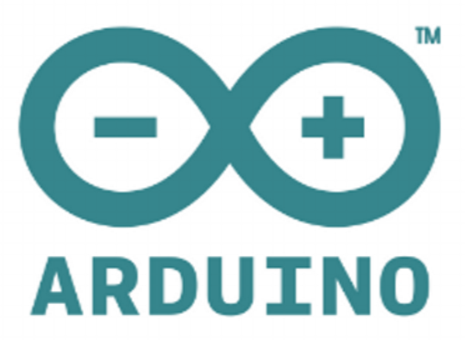 TM
− +
ARDUINO